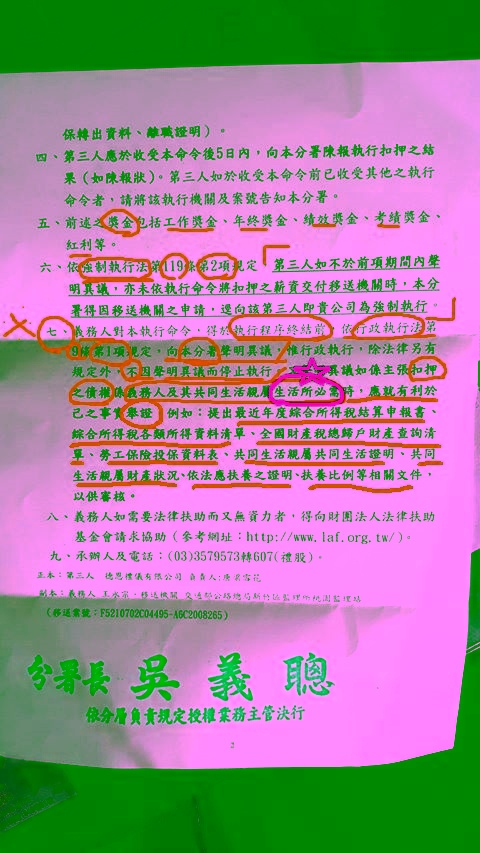 保轉出資料、離職證明)。
四、第三人應於收受本命令後5日內，向本分署陳報執行扣押之結
果(如陳報狀)。第三人如於收受本命令前已收受其他之執行
命令者，請將該執行機關及案號告知本分署。
五、前述之獎金包括工作獎金、年終獎金、績效獎金、考績獎金、
紅利等。
六、依強制執行法第119條第2項規定「第三人如不於前項期間內聲
明異議，亦未依執行命令將扣押之薪資交付移送機關時，本分
署得因移送機關之申請，逕向該第三人即貴公司為強制執行。」
七、義務人對本執行命令，得於執行程序終結前，依行政執行法第
9條第1項規定，向本分署聲明異議。惟行政執行，除法律另有
規定外，不因聲明異議而停止執行。又 異議如係主張扣押
之債權係義務人及其共同生活親屬生活所必需時，應就有利於
己之事實舉證 例如：提出最近年度綜合所得稅結算申報書、
綜合所得稅各類所得資料清單、全國財產稅總歸戶財產查詢清
單、勞工保險投保資料表、共同生活親屬共同生活證明、共同
生活親屬財產狀況、依法應扶養之證明、扶養比例等相關文件，
以供審核。
八、義務人如需要法律扶助而又無資力者，得向財團法人法律扶助
基金會請求協助(參考網址：http://www.laf.org.tw/)。
九、承辦人及電話：(03)3579573轉607(禮股)。
正本：第三人 德恩禮儀有限公司 負責人:
副本：義務人 王永宗、移送機關 交通部公路總局新竹區監理所桃園監理站
(移送案號：F5210702C04495-A6C2008265)
分署長 吳義聰
依分層負責規定授權業務主管決行
2